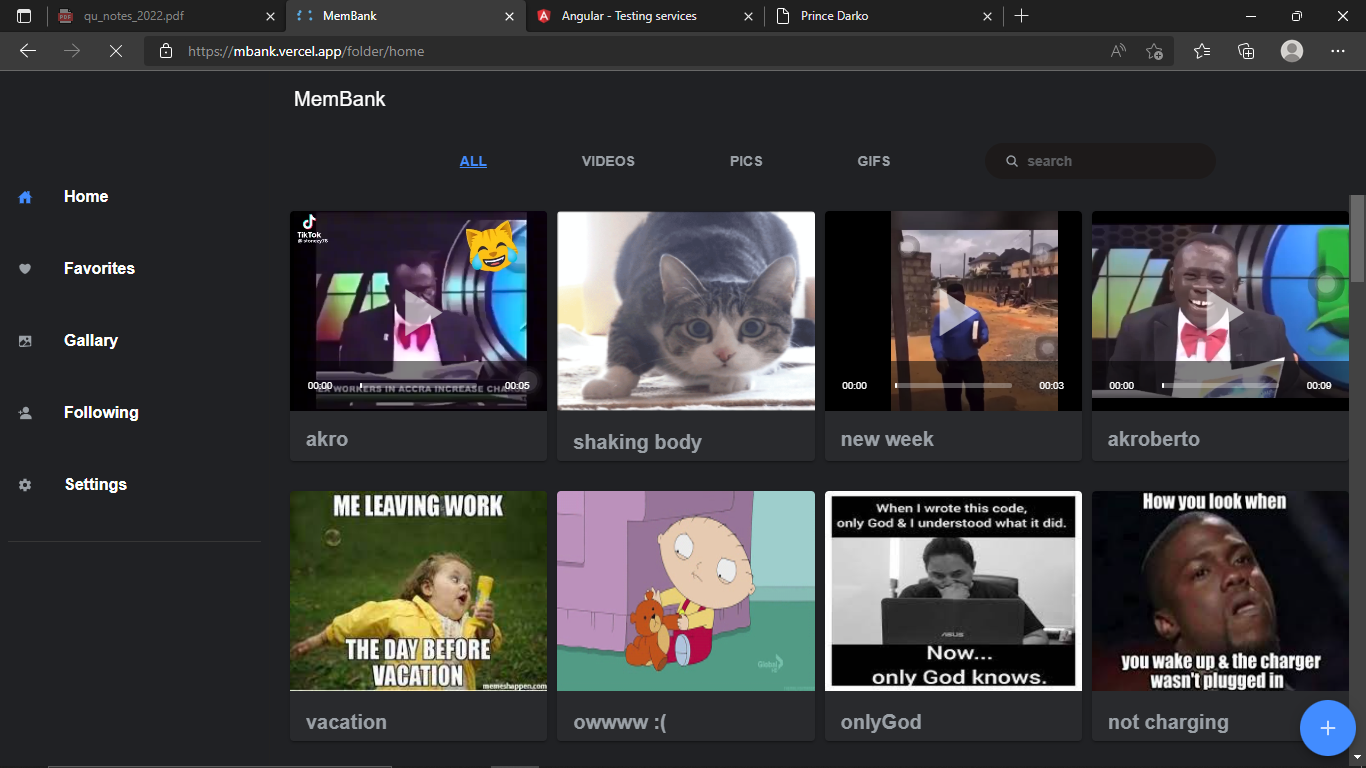 qu_notes_2022.pdf
MemBank
Angular - Testing services
Prince Darko
https://mbank.vercel.app/folder/home
MemBank
ALL
VIDEOS
PICS
GIFS
search
Home
Favorites
Gallary
Following
Settings
TikTok
00:00
WORKERS IN ACCRA INCREASE
00:05
akro
shaking body
00:00
00:03
new week
00:00
00:09
akroberto
ME LEAVING WORK
THE DAY BEFORE
VACATION
memeshappen.com
vacation
Global
owwww :(
When I wrote this code,
only God & I understood what it did.
ASUS
Now...
only God knows.
onlyGod
How you look when
you wake up & the charger
wasn't plugged in
not charging